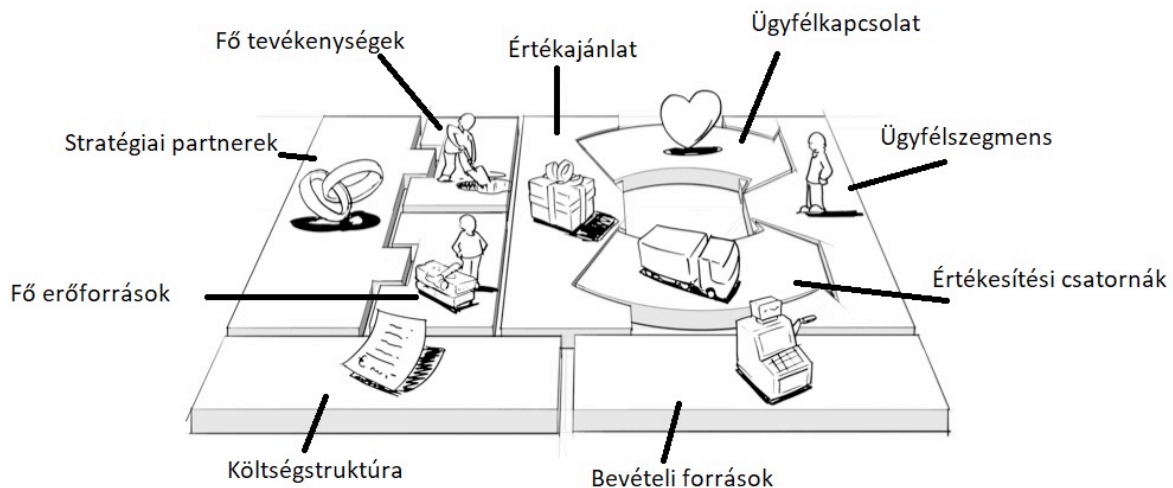 Ügyfélkapcsolat
Fő tevékenységek
Értékajánlat
Stratégiai partnerek
Ügyfélszegmens
Fő erőforrások
Értékesítési csatornák
Költségstruktúra
Bevételi források